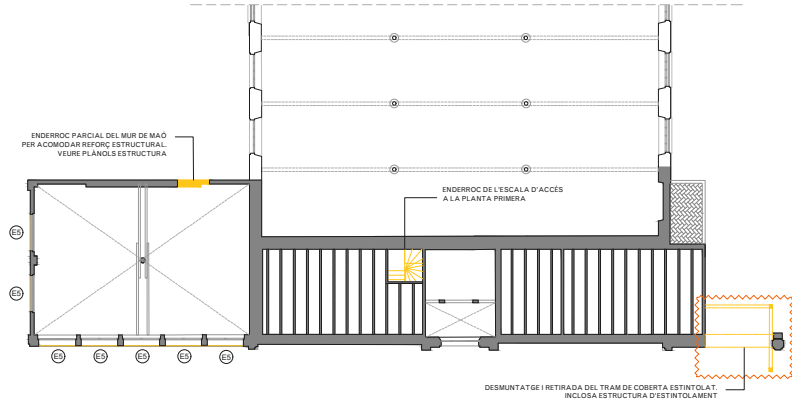 ENDERROC PARCIAL DEL MUR DE MAÓ
PER ACOMODAR REFORÇ ESTRUCTURAL.
VEURE PLÀNOLS ESTRUCTURA
ENDERROC DE L'ESCALA D'ACCÉS
A LA PLANTA PRIMERA
E5
E5
E5
E5
E5
E5
E5
DESMUNTATGE I RETIRADA DEL TRAM DE COBERTA ESTINTOLAT.
INCLOSA ESTRUCTURA D'ESTINTOLAMENT